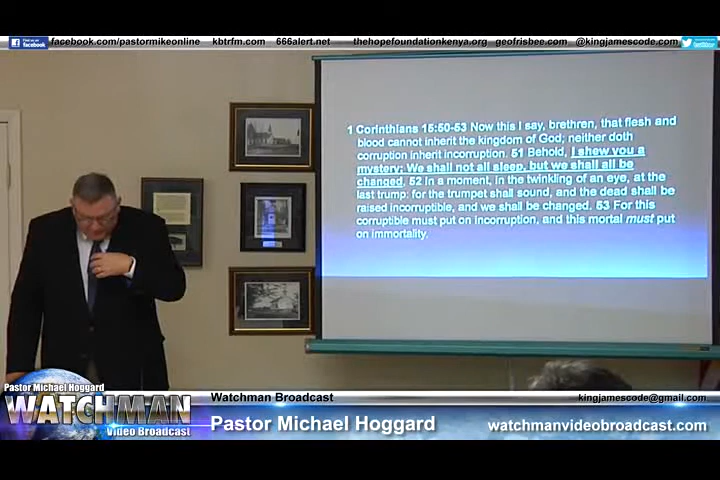 Find us on facebook
facebook.com/pastormikeonline kbtrfm.com 666alert.net thehopefoundationkenya.org geofrisbee.com @kingjamescode.com
1 Corinthians 15:50-53 Now this I say, brethren, that flesh and
blood cannot inherit the kingdom of God; neither doth
corruption inherit incorruption. 51 Behold, I shew you a
mystery; We shall not all sleep, but we shall all be
changed, 52 In a moment, in the twinkling of an eye, at the
last trump: for the trumpet shall sound, and the dead shall be
raised incorruptible, and we shall be changed. 53 For this
corruptible must put on incorruption, and this mortal must put
on immortality.
Pastor Michael Hoggard
WATCHMAN
Video Broadcast
Watchman Broadcast kingjamescode@gmail.com
Pastor Michael Hoggard watchmanvideobroadcast.com